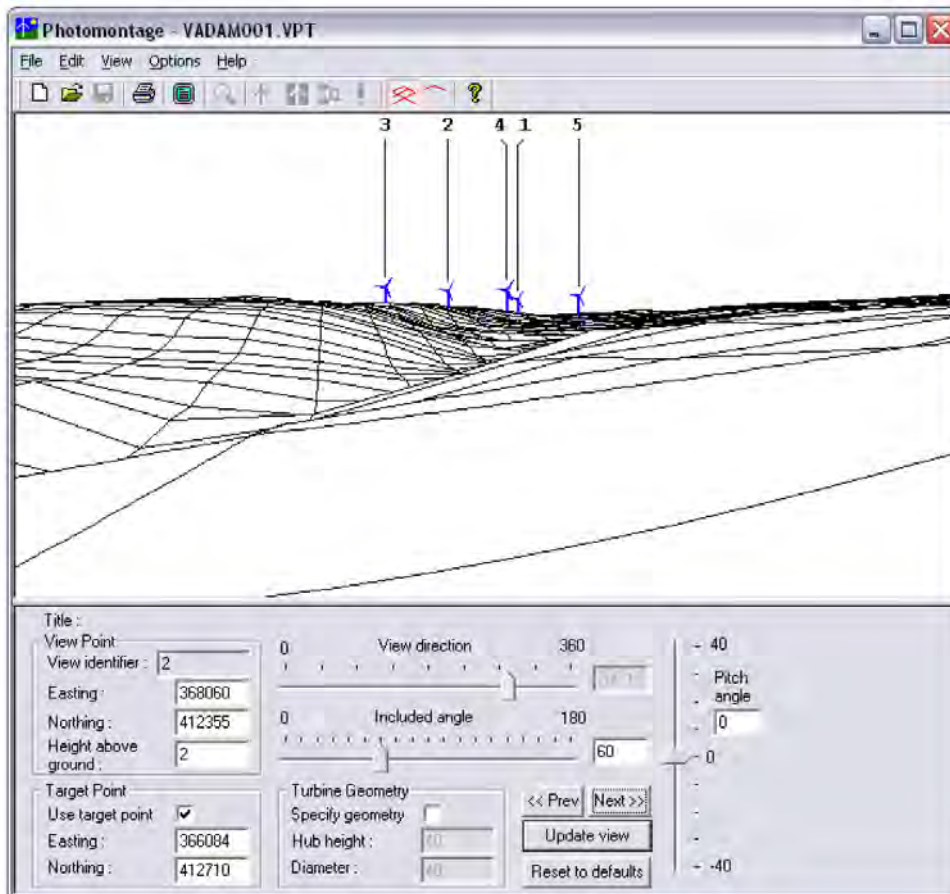 Photomontage - VADAM001.VPT
File Edit View Options Help
3 2 4 1 5
Title :
View Point
View identifier : 2
Easting : 368060
Northing : 412355
Height above ground : 2
0 View direction 360
0 Included angle 180
60
40
Pitch angle
0
0
-40
Target Point
Use target point
Easting : 366084
Northing : 412710
Turbine Geometry
Specify geometry
Hub height : 40
Diameter : 40
<< Prev Next >>
Update view
Reset to defaults